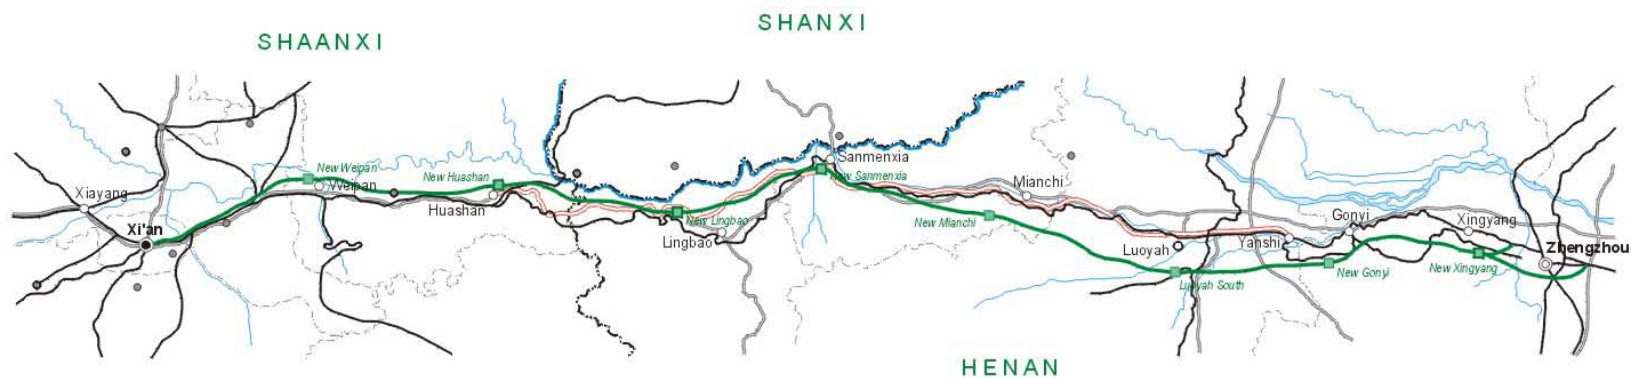 SHANXI
SHAANXI
New Weipan
Weipan
New Huashan
Huashan
Xiayang
Xi'an
New Lingbao
Lingbao
Sanmenxia
New Sanmenxia
Mianchi
New Mianchi
Luoyah
Luoyah South
Yanshi
Gonyi
New Gonyi
Xingyang
New Xingyang
Zhengzhou
HENAN